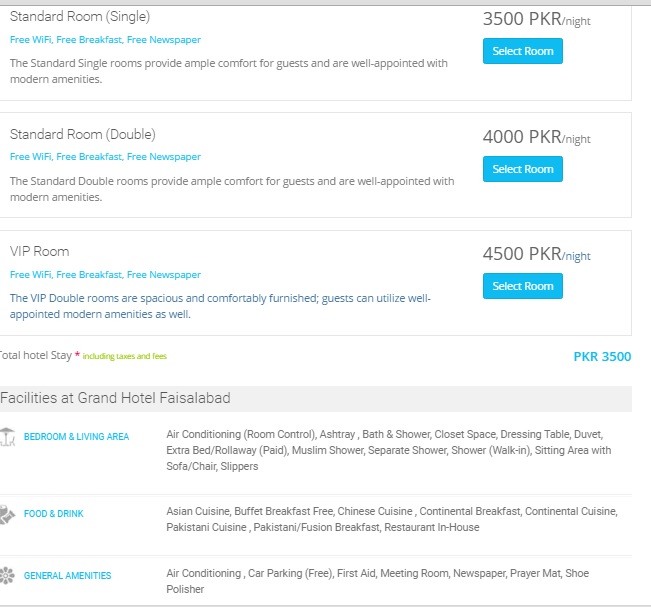 Standard Room (Single)
3500 PKR/night
Free WiFi, Free Breakfast, Free Newspaper
Select Room
The Standard Single rooms provide ample comfort for guests and are well-appointed with
modern amenities.
Standard Room (Double)
4000 PKR/night
Free WiFi, Free Breakfast, Free Newspaper
Select Room
The Standard Double rooms provide ample comfort for guests and are well-appointed with
modern amenities.
VIP Room
4500 PKR/night
Free WiFi, Free Breakfast, Free Newspaper
Select Room
The VIP Double rooms are spacious and comfortably furnished; guests can utilize well-
appointed modern amenities as well.
Total hotel Stay * including taxes and fees
PKR 3500
Facilities at Grand Hotel Faisalabad
BEDROOM & LIVING AREA
Air Conditioning (Room Control), Ashtray , Bath & Shower, Closet Space, Dressing Table, Duvet,
Extra Bed/Rollaway (Paid), Muslim Shower, Separate Shower, Shower (Walk-in), Sitting Area with
Sofa/Chair, Slippers
FOOD & DRINK
Asian Cuisine, Buffet Breakfast Free, Chinese Cuisine , Continental Breakfast, Continental Cuisine,
Pakistani Cuisine , Pakistani/Fusion Breakfast, Restaurant In-House
GENERAL AMENITIES
Air Conditioning , Car Parking (Free), First Aid, Meeting Room, Newspaper, Prayer Mat, Shoe
Polisher